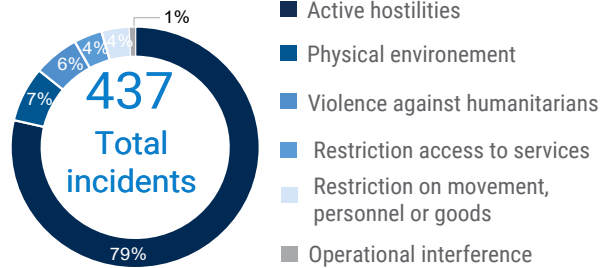 1%
4%
4%
6%
7%
437
Total
incidents
79%
Active hostilities
Physical environement
Violence against humanitarians
Restriction access to services
Restriction on movement,
personnel or goods
Operational interference